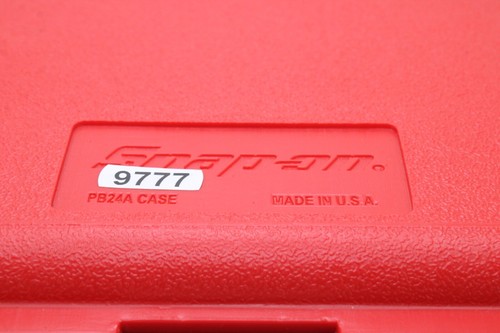 Snap-on.
9777
PB24A CASE MADE IN U.S.A.